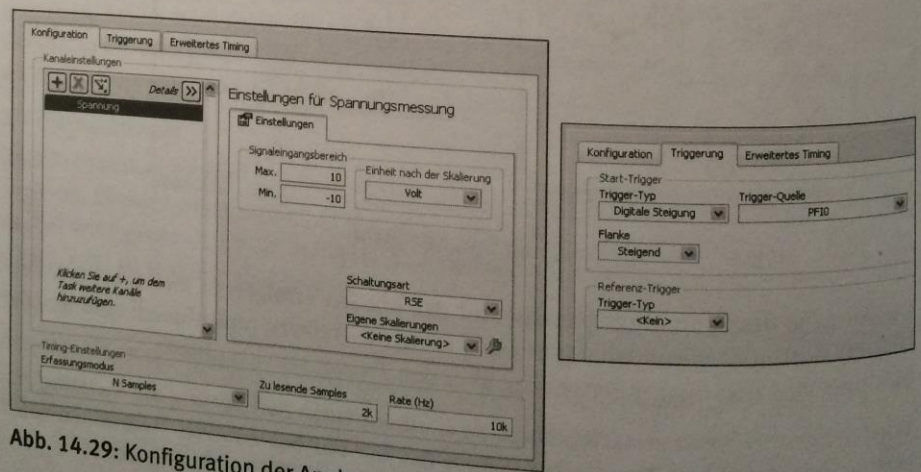 Konfiguration Triggerung Erweitertes Timing
Kanaleinstellungen
Details
Spannung
Klicken Sie auf +, um dem
Task weitere Kanäle
hinzuzufügen.
Einstellungen für Spannungsmessung
Einstellungen
Signaleingangsbereich
Max. 10
Min. -10
Einheit nach der Skalierung
Volt
Schaltungsart
RSE
Eigene Skalierungen
<Keine Skalierung>
Timing-Einstellungen
Erfassungsmodus
N Samples
Zu lesende Samples
2k
Rate (Hz)
10k
Konfiguration Triggerung Erweitertes Timing
Start-Trigger
Trigger-Typ
Digitale Steigung
Trigger-Quelle
PFI0
Flanke
Steigend
Referenz-Trigger
Trigger-Typ
<Kein>
Abb. 14.29: Konfiguration der